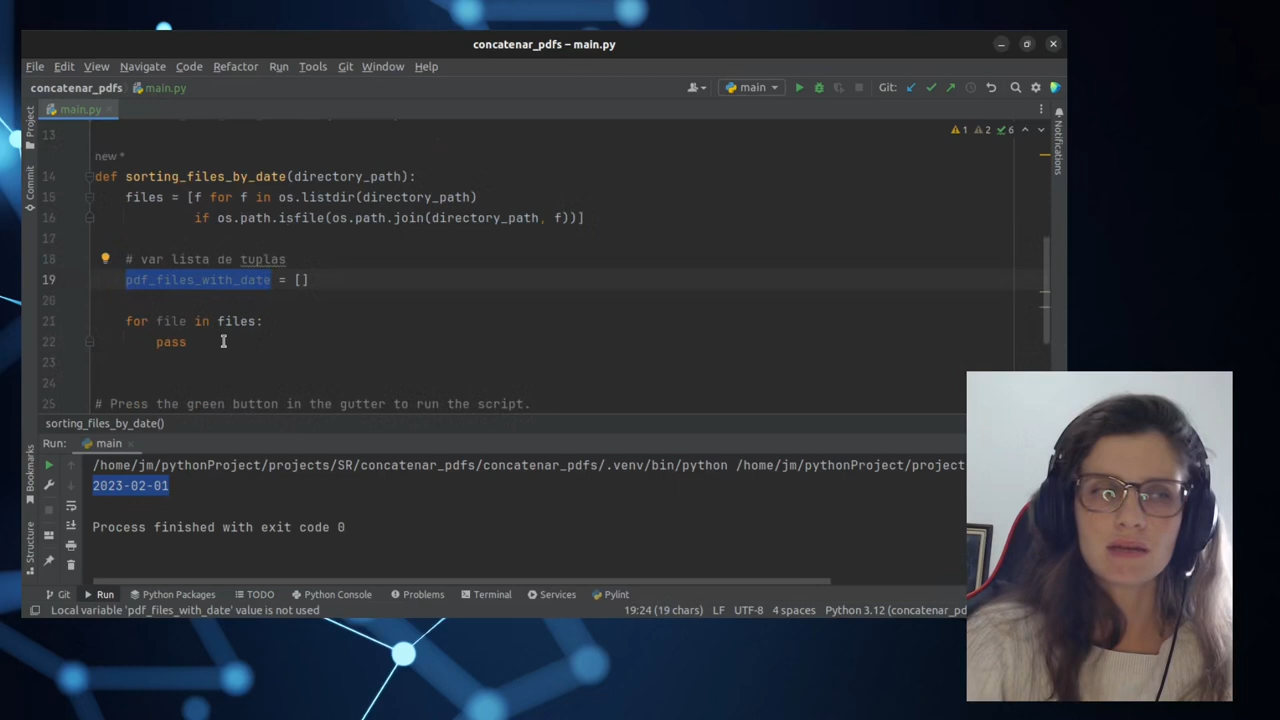 concatenar_pdfs – main.py
File Edit View Navigate Code Refactor Run Tools Git Window Help
concatenar_pdfs main.py main Git:
main.py
Project
Commit
Bookmarks
Structure
Notifications
1 2 6
13
new *
14 def sorting_files_by_date(directory_path):
15 files = [f for f in os.listdir(directory_path)
16 if os.path.isfile(os.path.join(directory_path, f))]
17
18 # var lista de tuplas
19 pdf_files_with_date = []
20
21 for file in files:
22 pass
23
24
25 # Press the green button in the gutter to run the script.
sorting_files_by_date()
Run: main
/home/jm/pythonProject/projects/SR/concatenar_pdfs/concatenar_pdfs/.venv/bin/python /home/jm/pythonProject/project
2023-02-01
Process finished with exit code 0
Git Run Python Packages TODO Python Console Problems Terminal Services Pylint
Local variable 'pdf_files_with_date' value is not used 19:24 (19 chars) LF UTF-8 4 spaces Python 3.12 (concatenar_pd